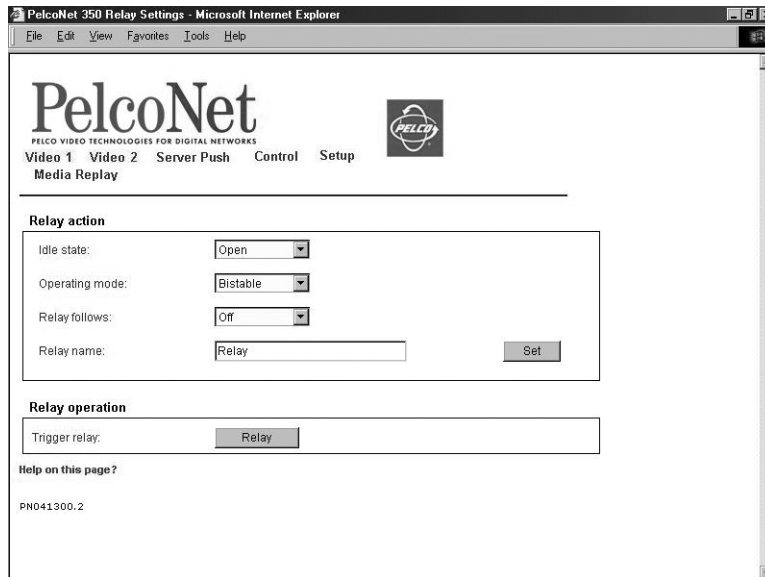 PelcoNet 350 Relay Settings - Microsoft Internet Explorer
File Edit View Favorites Tools Help
PelcoNet
PELCO VIDEO TECHNOLOGIES FOR DIGITAL NETWORKS
PELCO
Video 1 Video 2 Server Push Control Setup
Media Replay
Relay action
Idle state: Open
Operating mode: Bistable
Relay follows: Off
Relay name: Relay Set
Relay operation
Trigger relay: Relay
Help on this page?
PN041300.2